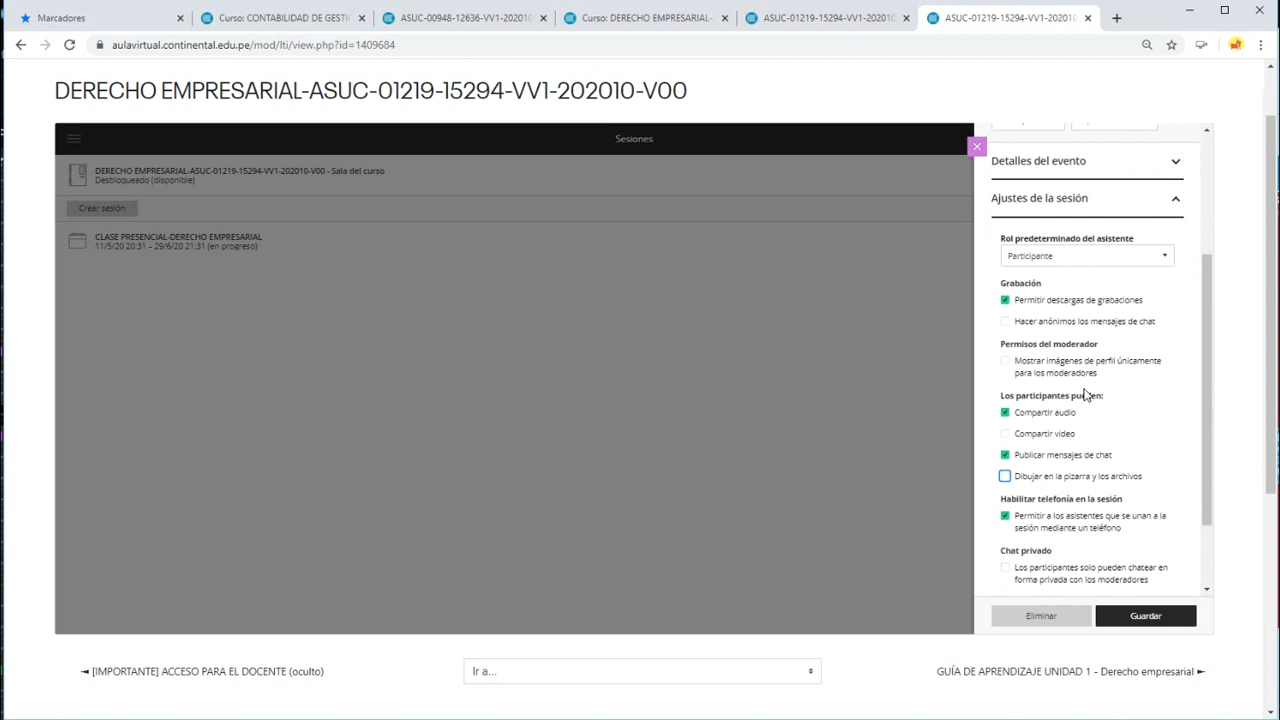 Marcadores
Curso: CONTABILIDAD DE GESTI
ASUC-00948-12636-VV1-202010
Curso: DERECHO EMPRESARIAL-
ASUC-01219-15294-VV1-202010
ASUC-01219-15294-VV1-202010
aulavirtual.continental.edu.pe/mod/lti/view.php?id=1409684
DERECHO EMPRESARIAL-ASUC-01219-15294-VV1-202010-V00
Sesiones
DERECHO EMPRESARIAL-ASUC-01219-15294-VV1-202010-V00 - Sala del curso
Desbloqueado (disponible)
Crear sesión
CLASE PRESENCIAL-DERECHO EMPRESARIAL
11/5/20 20:31 – 29/6/20 21:31 (en progreso)
Detalles del evento
Ajustes de la sesión
Rol predeterminado del asistente
Participante
Grabación
Permitir descargas de grabaciones
Hacer anónimos los mensajes de chat
Permisos del moderador
Mostrar imágenes de perfil únicamente
para los moderadores
Los participantes pueden:
Compartir audio
Compartir video
Publicar mensajes de chat
Dibujar en la pizarra y los archivos
Habilitar telefonía en la sesión
Permitir a los asistentes que se unan a la
sesión mediante un teléfono
Chat privado
Los participantes solo pueden chatear en
forma privada con los moderadores
Eliminar
Guardar
◄ [IMPORTANTE] ACCESO PARA EL DOCENTE (oculto)
Ir a...
GUÍA DE APRENDIZAJE UNIDAD 1 - Derecho empresarial ►